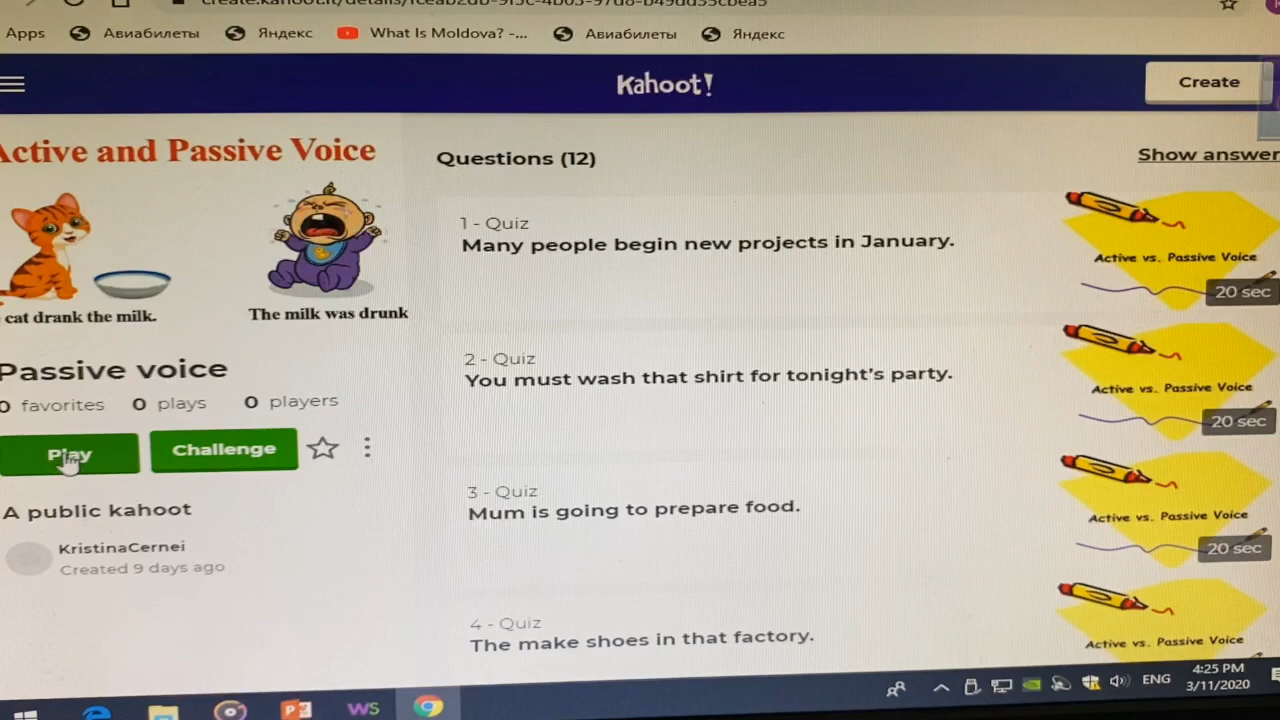 Apps Авиабилеты Яндекс What Is Moldova? -... Авиабилеты Яндекс
Kahoot!
Create
Active and Passive Voice
cat drank the milk.
The milk was drunk
Passive voice
0 favorites 0 plays 0 players
Play
Challenge
A public kahoot
KristinaCernei
Created 9 days ago
Questions (12)
Show answer
1 - Quiz
Many people begin new projects in January.
Active vs. Passive Voice
20 sec
2 - Quiz
You must wash that shirt for tonight's party.
Active vs. Passive Voice
20 sec
3 - Quiz
Mum is going to prepare food.
Active vs. Passive Voice
20 sec
4 - Quiz
The make shoes in that factory.
Active vs. Passive Voice
WS
ENG
4:25 PM
3/11/2020